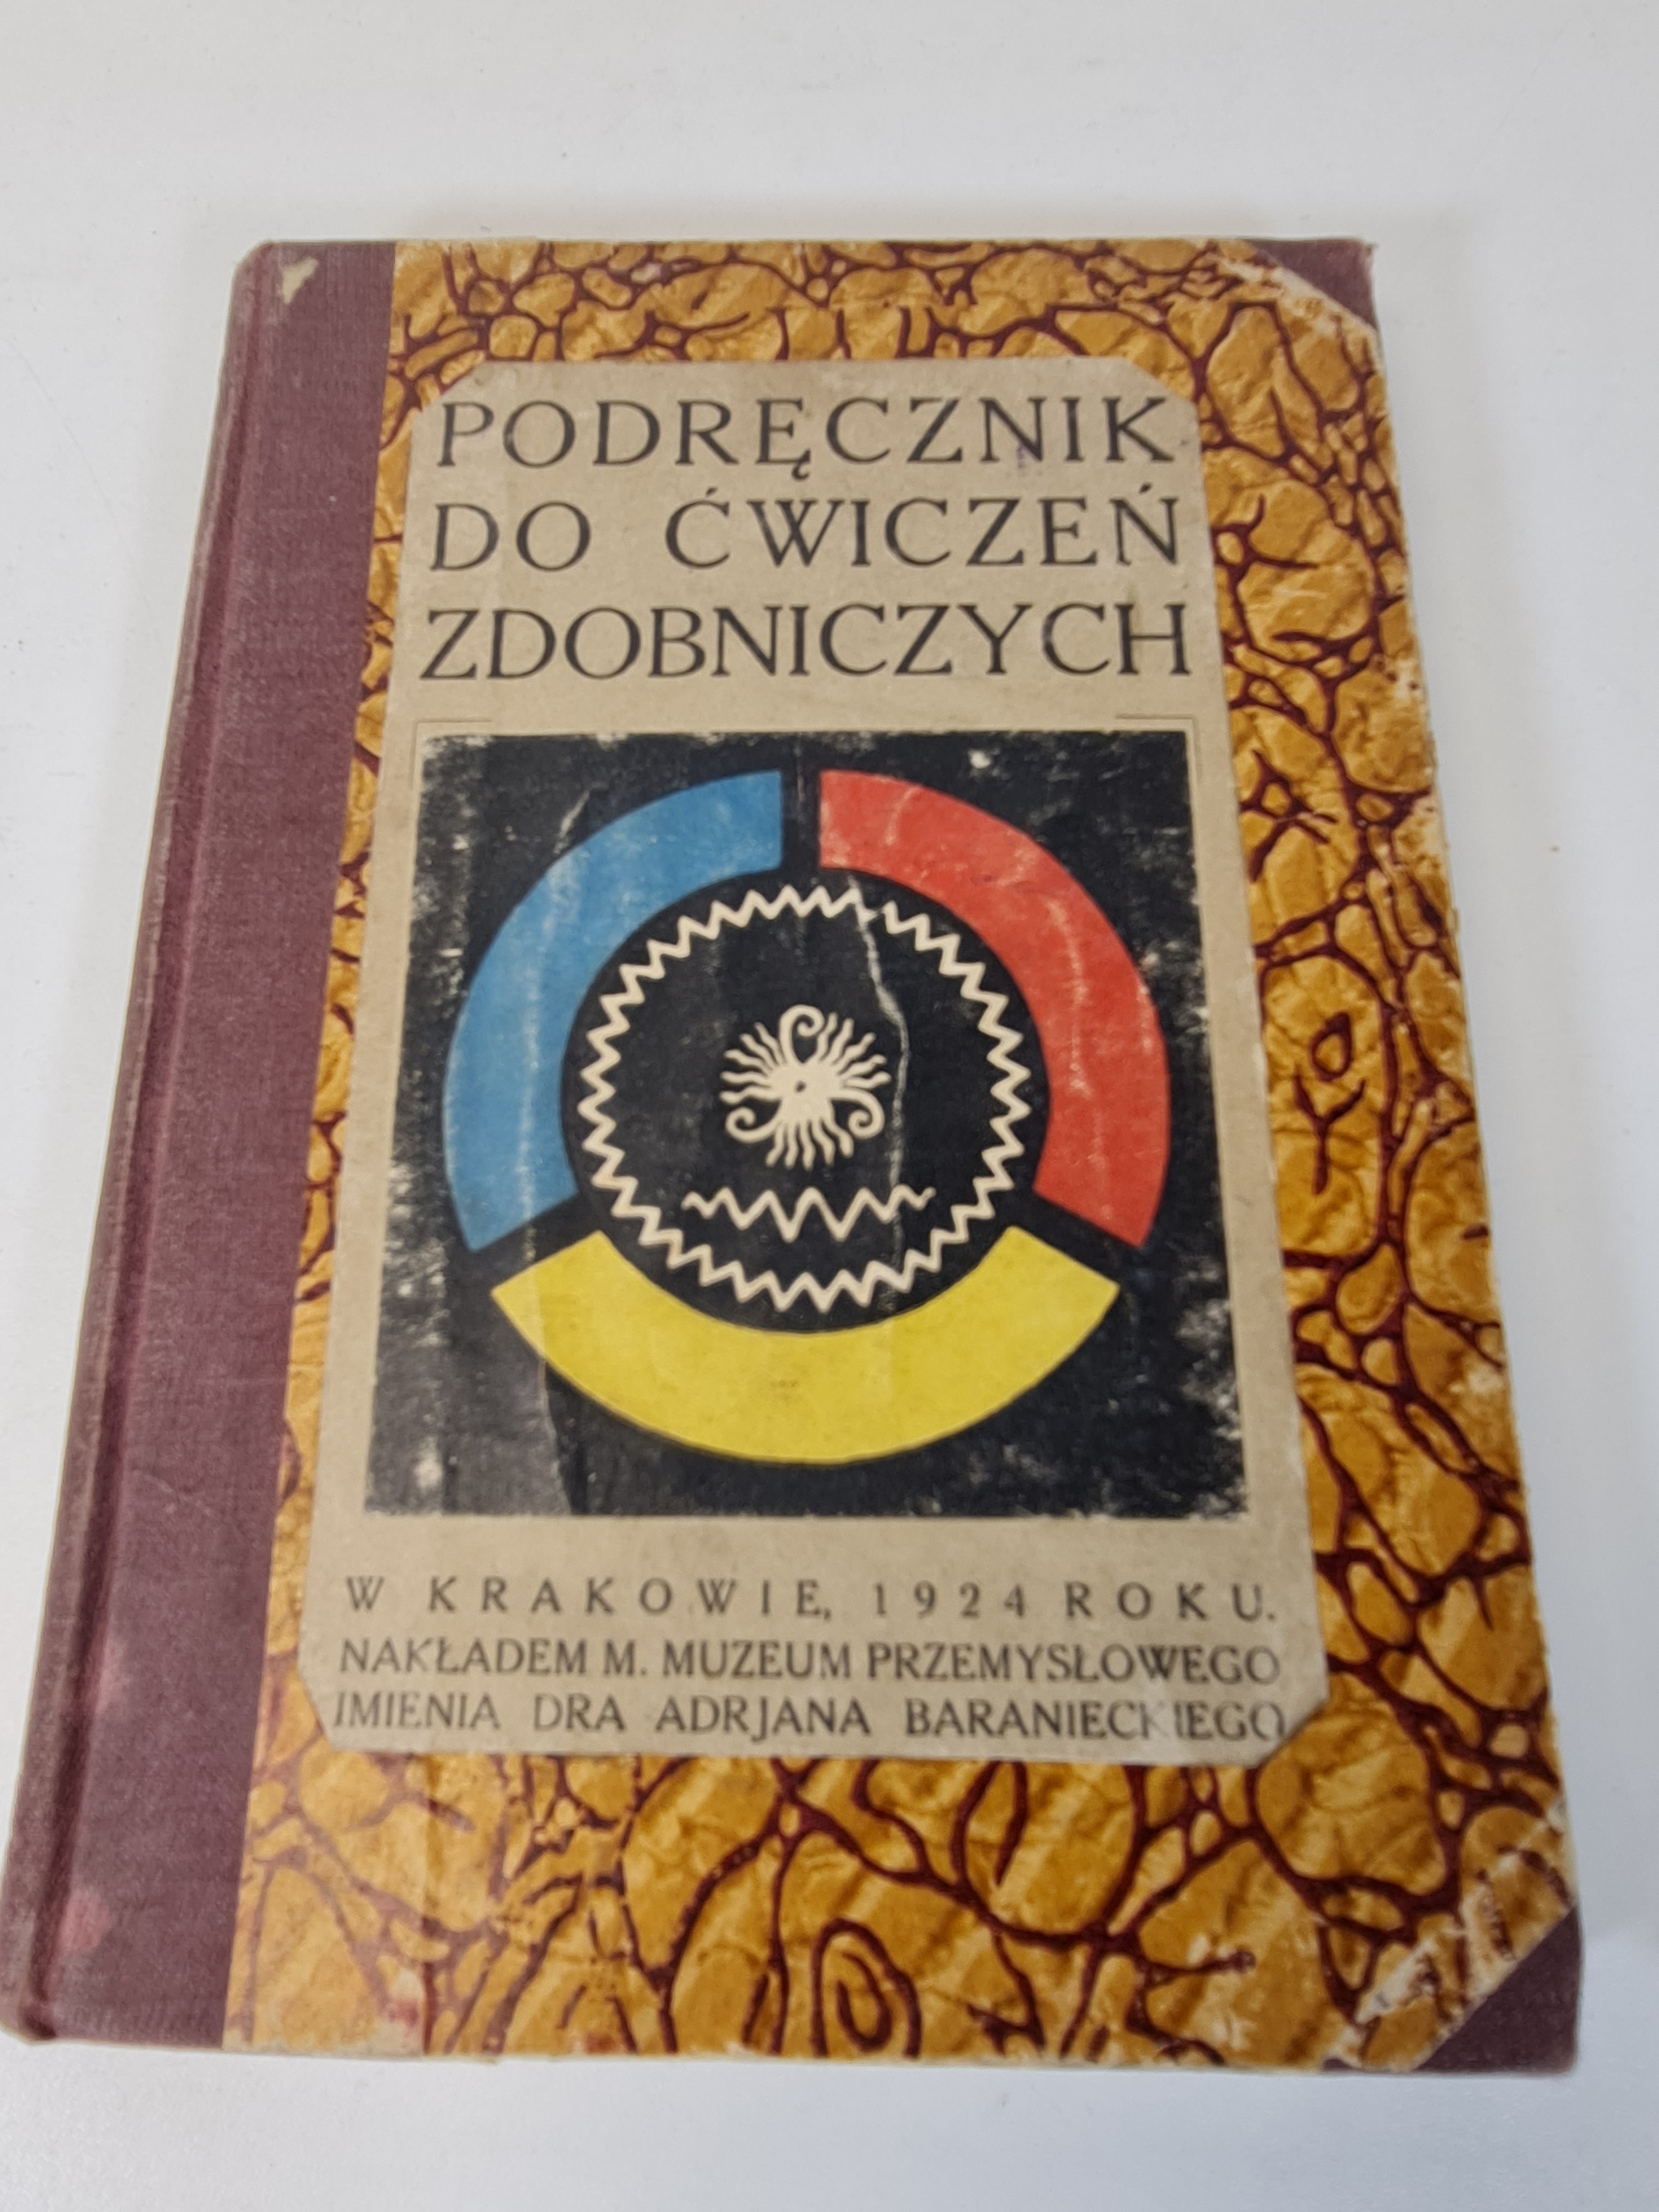 PODRĘCZNIK
DO ĆWICZEŃ
ZDOBNICZYCH
W KRAKOWIE, 1924 ROKU.
NAKŁADEM M. MUZEUM PRZEMYSŁOWEGO
IMIENIA DRA ADRJANA BARANIECKIEGO